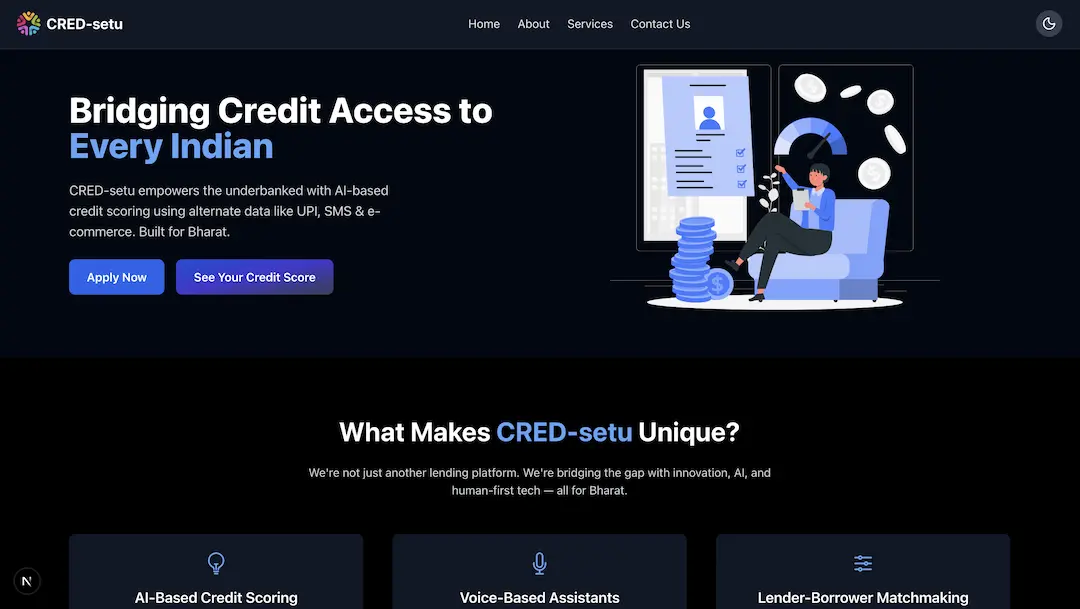 CRED-setu
Home
About
Services
Contact Us
Bridging Credit Access to
Every Indian
CRED-setu empowers the underbanked with AI-based
credit scoring using alternate data like UPI, SMS & e-
commerce. Built for Bharat.
Apply Now
See Your Credit Score
$
$
$
What Makes CRED-setu Unique?
We're not just another lending platform. We're bridging the gap with innovation, AI, and
human-first tech — all for Bharat.
N
AI-Based Credit Scoring
Voice-Based Assistants
Lender-Borrower Matchmaking